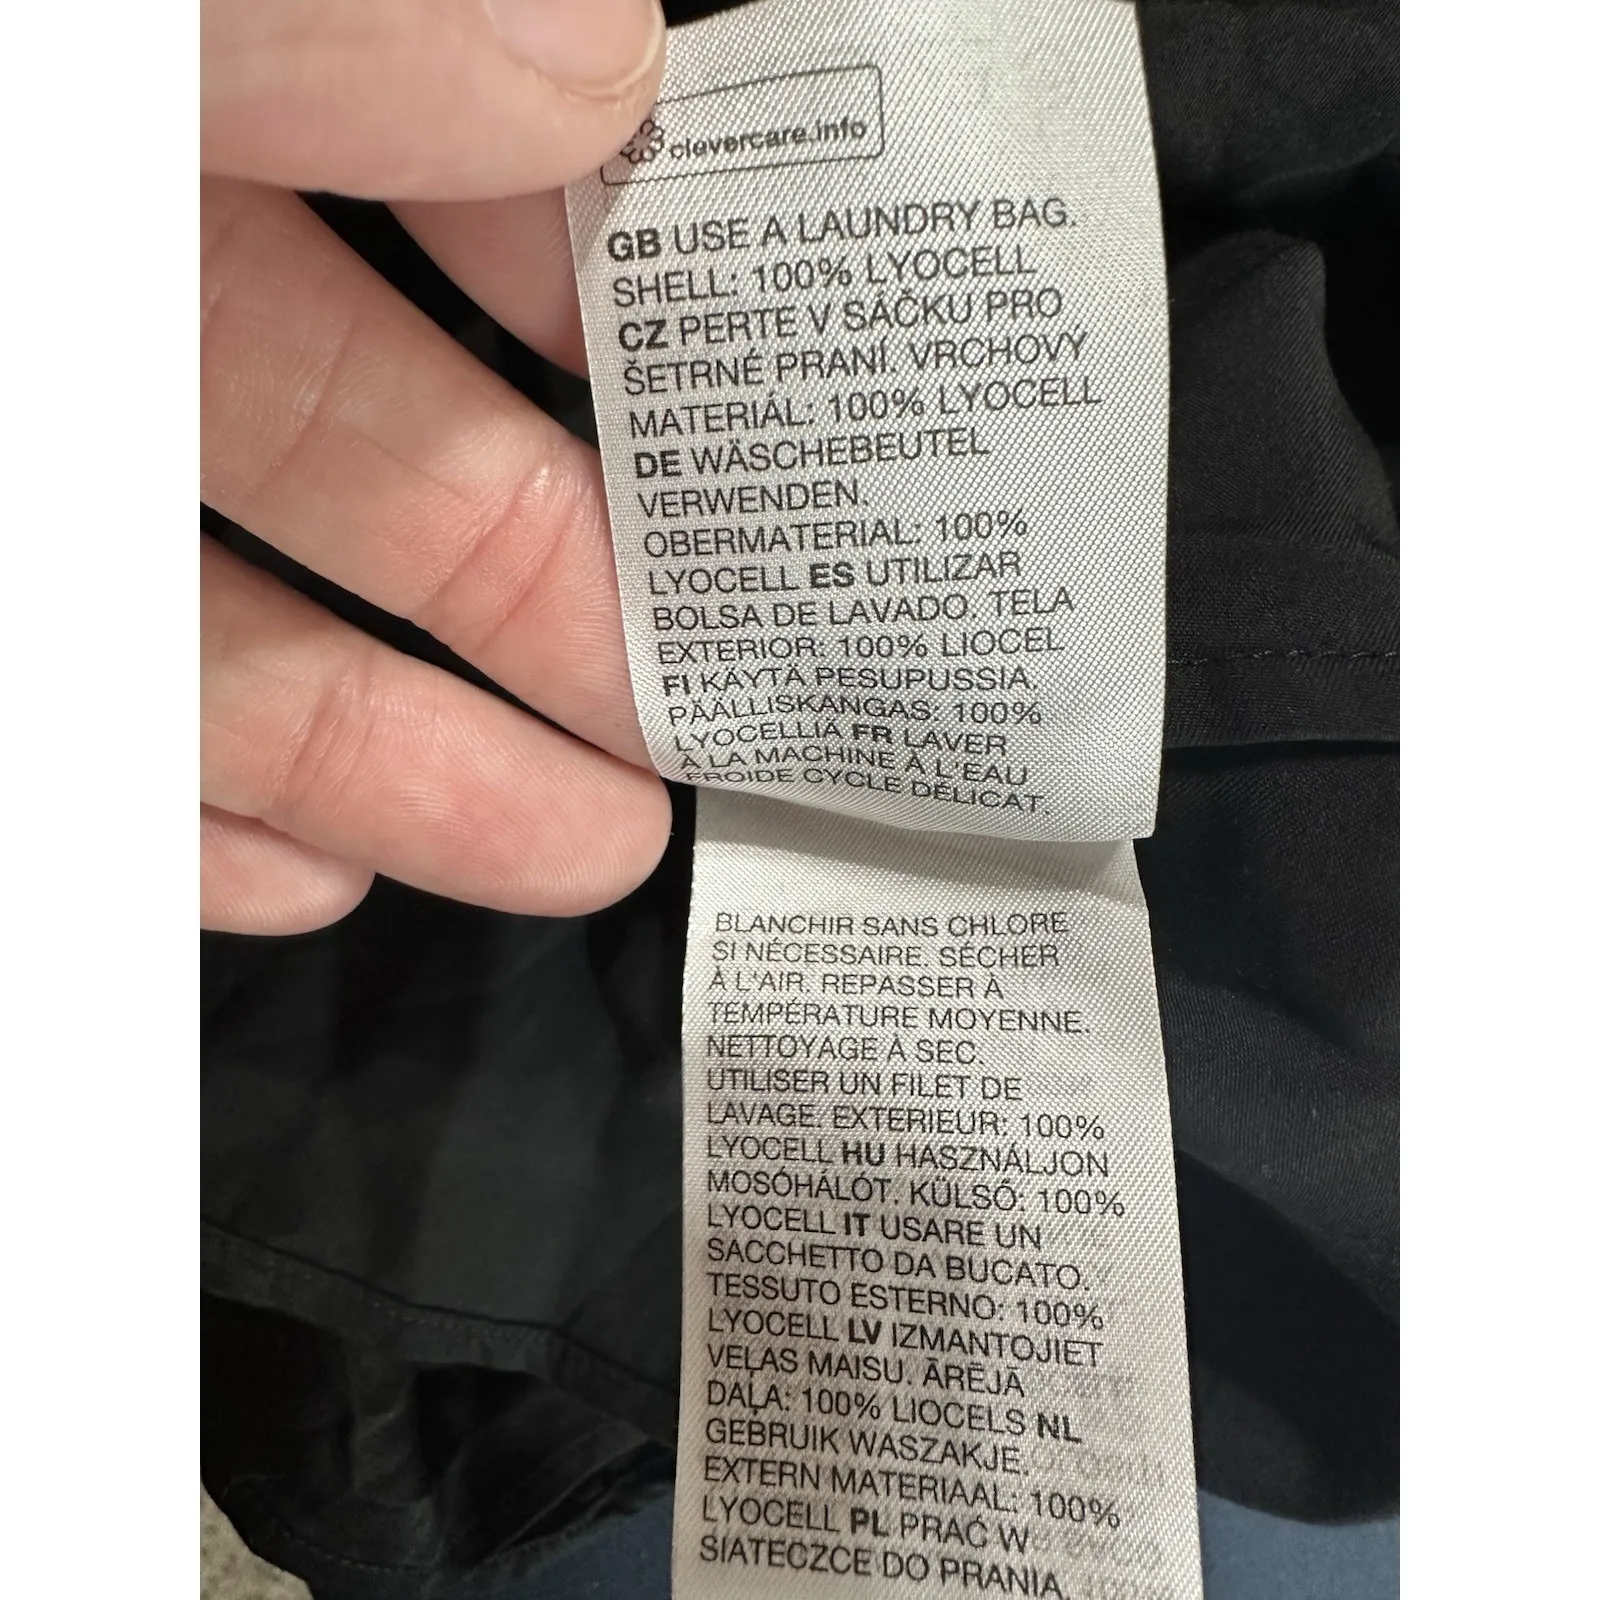 clevercare.info
GB USE A LAUNDRY BAG.
SHELL: 100% LYOCELL
CZ PERTE V SÁČKU PRO
ŠETRNÉ PRANÍ. VRCHOVÝ
MATERIÁL: 100% LYOCELL
DE WÄSCHEBEUTEL
VERWENDEN.
OBERMATERIAL: 100%
LYOCELL ES UTILIZAR
BOLSA DE LAVADO. TELA
EXTERIOR: 100% LIOCEL
FI KÄYTÄ PESUPUSSIA.
PÄÄLLISKANGAS: 100%
LYOCELLIÄ FR LAVER
À LA MACHINE À L'EAU
FROIDE CYCLE DÉLICAT.
BLANCHIR SANS CHLORE
SI NÉCESSAIRE. SÉCHER
À L'AIR. REPASSER À
TEMPÉRATURE MOYENNE.
NETTOYAGE À SEC.
UTILISER UN FILET DE
LAVAGE. EXTERIEUR: 100%
LYOCELL HU HASZNÁLJON
MOSÓHÁLÓT. KÜLSŐ: 100%
LYOCELL IT USARE UN
SACCHETTO DA BUCATO.
TESSUTO ESTERNO: 100%
LYOCELL LV IZMANTOJIET
VEĻAS MAISU. ĀRĒJĀ
DAĻA: 100% LIOCELS NL
GEBRUIK WASZAKJE.
EXTERN MATERIAAL: 100%
LYOCELL PL PRAĆ W
SIATECZCE DO PRANIA.